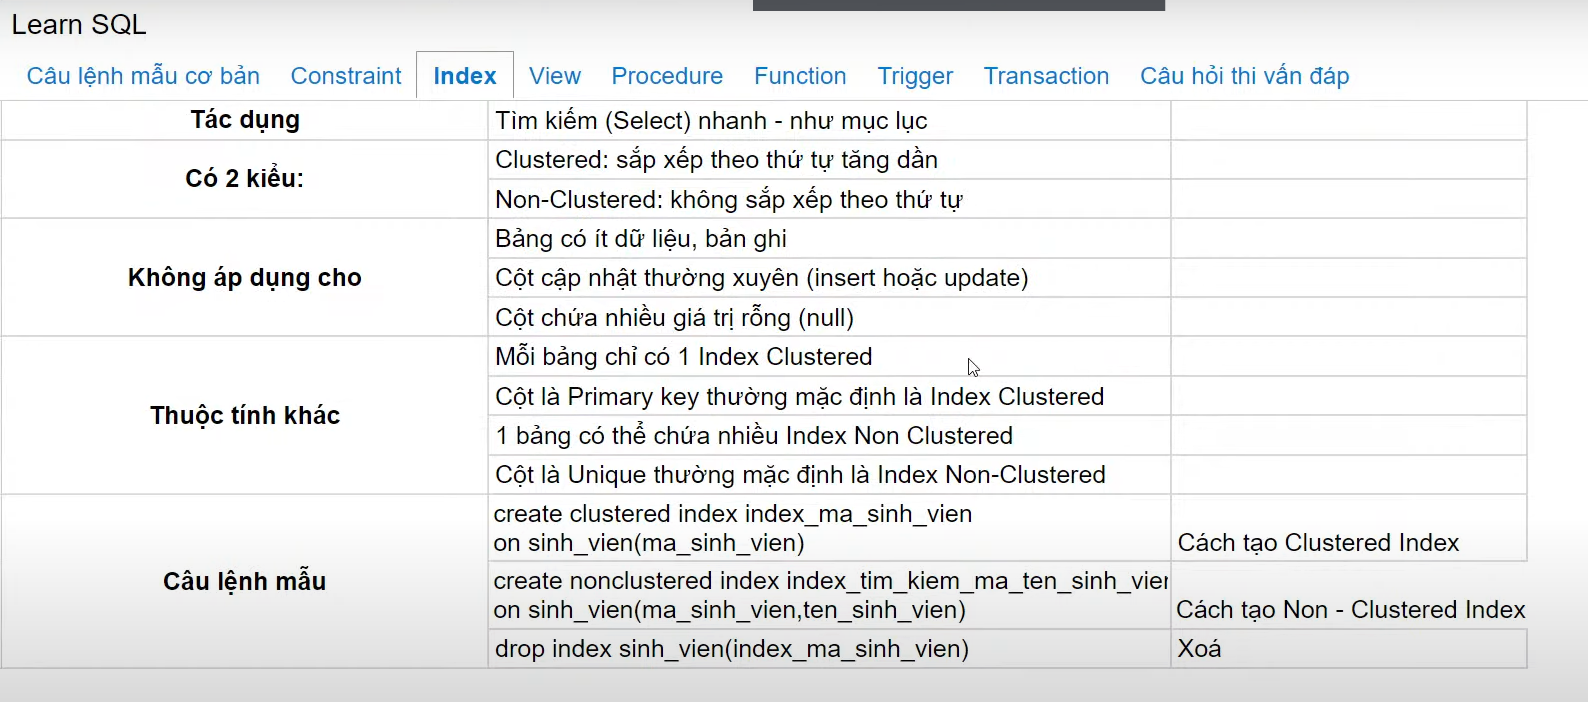 Learn SQL
Câu lệnh mẫu cơ bản Constraint Index View Procedure Function Trigger Transaction Câu hỏi thi vấn đáp
Tác dụng
Tìm kiếm (Select) nhanh - như mục lục
Có 2 kiểu:
Clustered: sắp xếp theo thứ tự tăng dần
Non-Clustered: không sắp xếp theo thứ tự
Không áp dụng cho
Bảng có ít dữ liệu, bản ghi
Cột cập nhật thường xuyên (insert hoặc update)
Cột chứa nhiều giá trị rỗng (null)
Thuộc tính khác
Mỗi bảng chỉ có 1 Index Clustered
Cột là Primary key thường mặc định là Index Clustered
1 bảng có thể chứa nhiều Index Non Clustered
Cột là Unique thường mặc định là Index Non-Clustered
Câu lệnh mẫu
create clustered index index_ma_sinh_vien
on sinh_vien(ma_sinh_vien)
Cách tạo Clustered Index
create nonclustered index index_tim_kiem_ma_ten_sinh_vien
on sinh_vien(ma_sinh_vien,ten_sinh_vien)
Cách tạo Non - Clustered Index
drop index sinh_vien(index_ma_sinh_vien)
Xoá